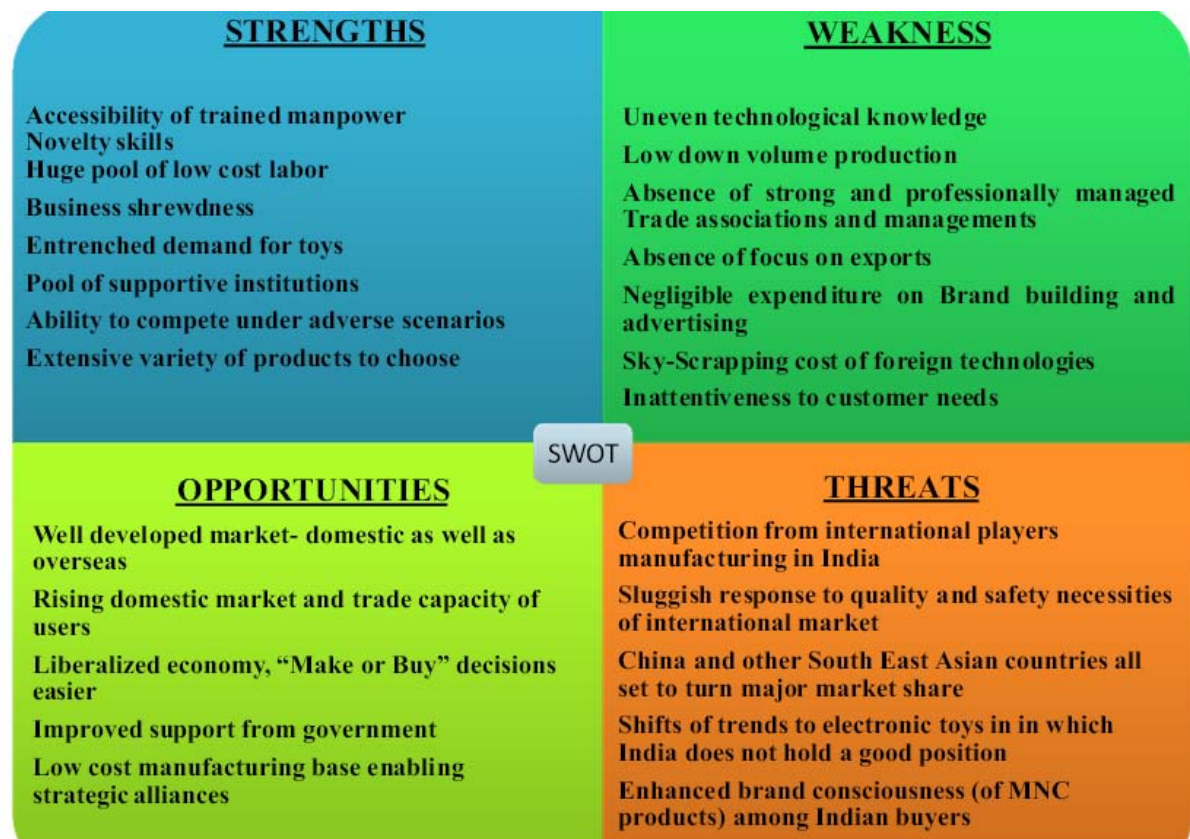 STRENGTHS
Accessibility of trained manpower
Novelty skills
Huge pool of low cost labor
Business shrewdness
Entrenched demand for toys
Pool of supportive institutions
Ability to compete under adverse scenarios
Extensive variety of products to choose
WEAKNESS
Uneven technological knowledge
Low down volume production
Absence of strong and professionally managed
Trade associations and managements
Absence of focus on exports
Negligible expenditure on Brand building and
advertising
Sky-Scrapping cost of foreign technologies
Inattentiveness to customer needs
SWOT
OPPORTUNITIES
Well developed market- domestic as well as
overseas
Rising domestic market and trade capacity of
users
Liberalized economy, “Make or Buy” decisions
easier
Improved support from government
Low cost manufacturing base enabling
strategic alliances
THREATS
Competition from international players
manufacturing in India
Sluggish response to quality and safety necessities
of international market
China and other South East Asian countries all
set to turn major market share
Shifts of trends to electronic toys in in which
India does not hold a good position
Enhanced brand consciousness (of MNC
products) among Indian buyers